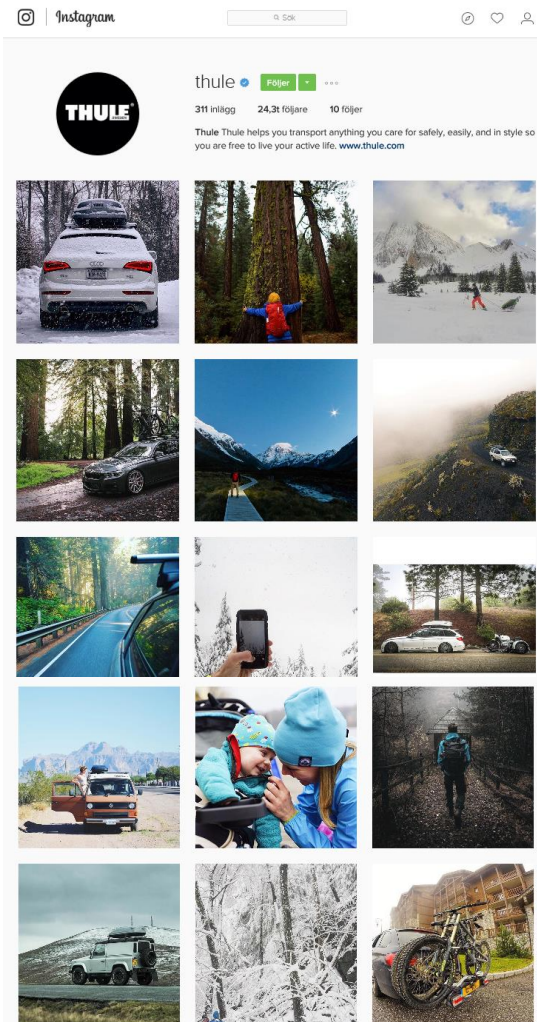 Instagram
Sök
thule
Följer
311 inlägg
24,3t följare
10 följer
Thule Thule helps you transport anything you care for safely, easily, and in style so
you are free to live your active life. www.thule.com
THULE